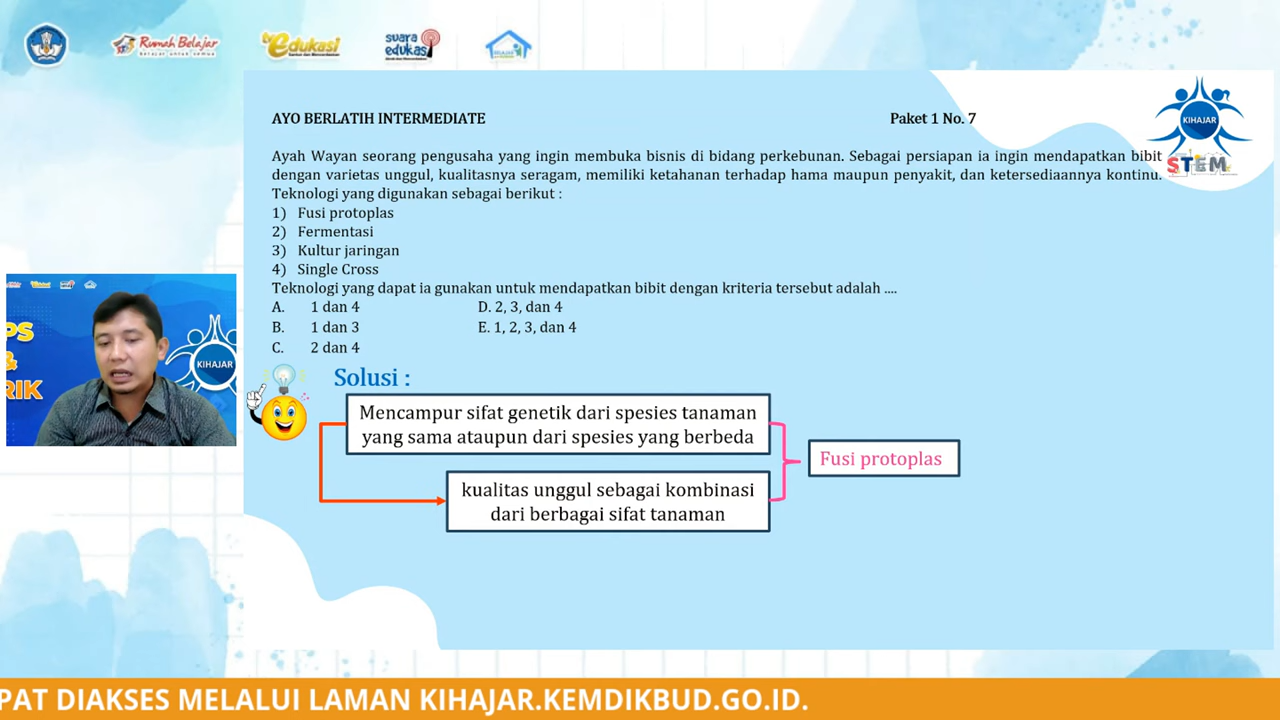 Rumah Belajar
Belajar untuk semua
tv edukasi
suara
edukasi
KIHAJAR
STEM
AYO BERLATIH INTERMEDIATE
Paket 1 No. 7
Ayah Wayan seorang pengusaha yang ingin membuka bisnis di bidang perkebunan. Sebagai persiapan ia ingin mendapatkan bibit
dengan varietas unggul, kualitasnya seragam, memiliki ketahanan terhadap hama maupun penyakit, dan ketersediaannya kontinu.
Teknologi yang digunakan sebagai berikut :
1) Fusi protoplas
2) Fermentasi
3) Kultur jaringan
4) Single Cross
Teknologi yang dapat ia gunakan untuk mendapatkan bibit dengan kriteria tersebut adalah ....
A. 1 dan 4 D. 2, 3, dan 4
B. 1 dan 3 E. 1, 2, 3, dan 4
C. 2 dan 4
PS
&
RIK
KIHAJAR
Solusi :
Mencampur sifat genetik dari spesies tanaman
yang sama ataupun dari spesies yang berbeda
kualitas unggul sebagai kombinasi
dari berbagai sifat tanaman
Fusi protoplas
PAT DIAKSES MELALUI LAMAN KIHAJAR.KEMDIKBUD.GO.ID.